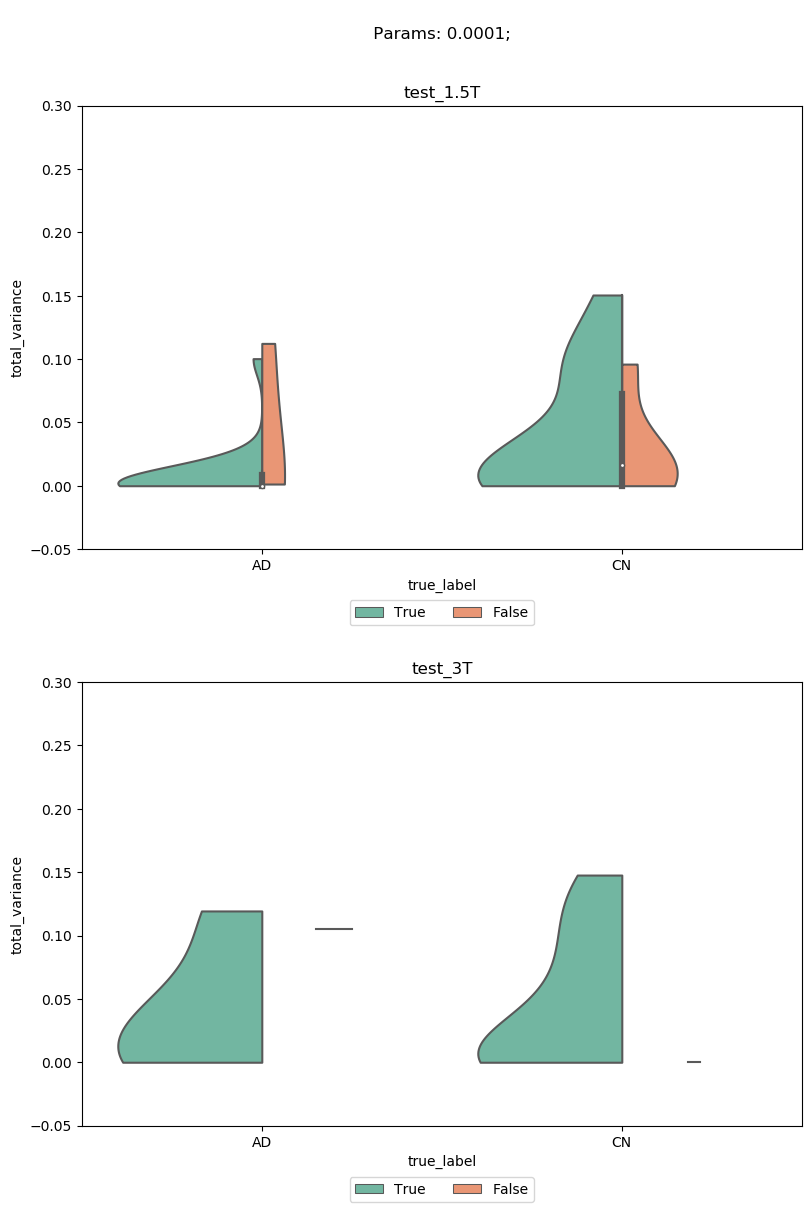 Params: 0.0001;
test_1.5T
0.30
0.25
0.20
0.15
0.10
0.05
0.00
−0.05
total_variance
AD CN
true_label
True False
test_3T
0.30
0.25
0.20
0.15
0.10
0.05
0.00
−0.05
total_variance
AD CN
true_label
True False